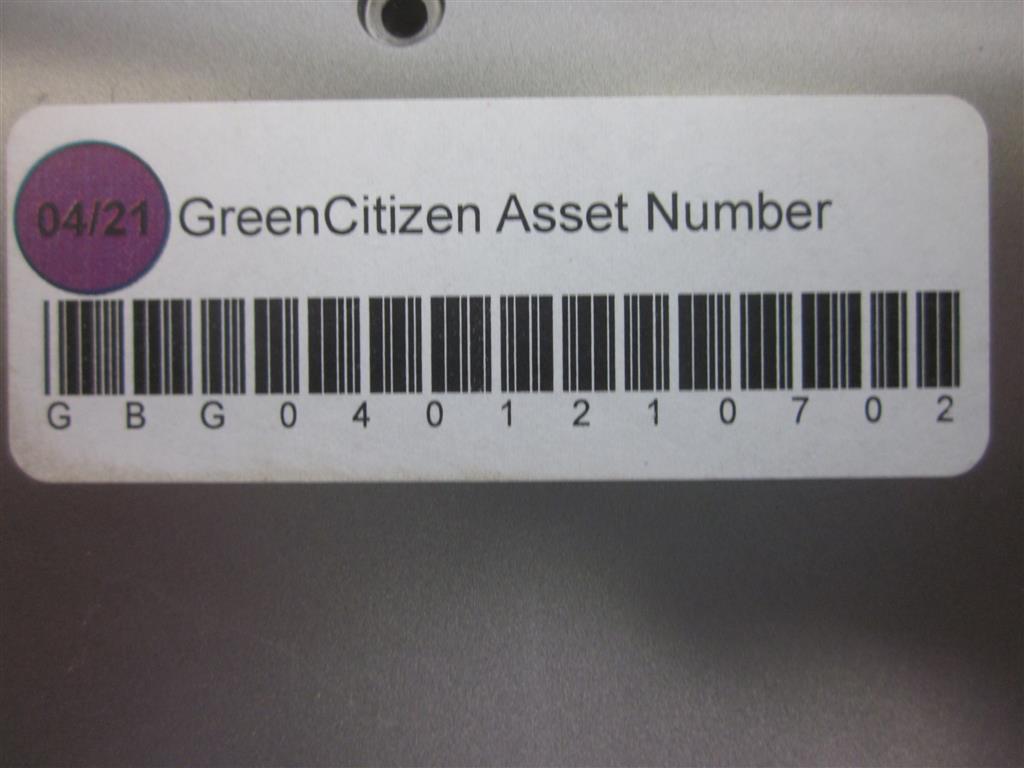 04/21 GreenCitizen Asset Number
G B G 0 4 0 1 2 1 0 7 0 2